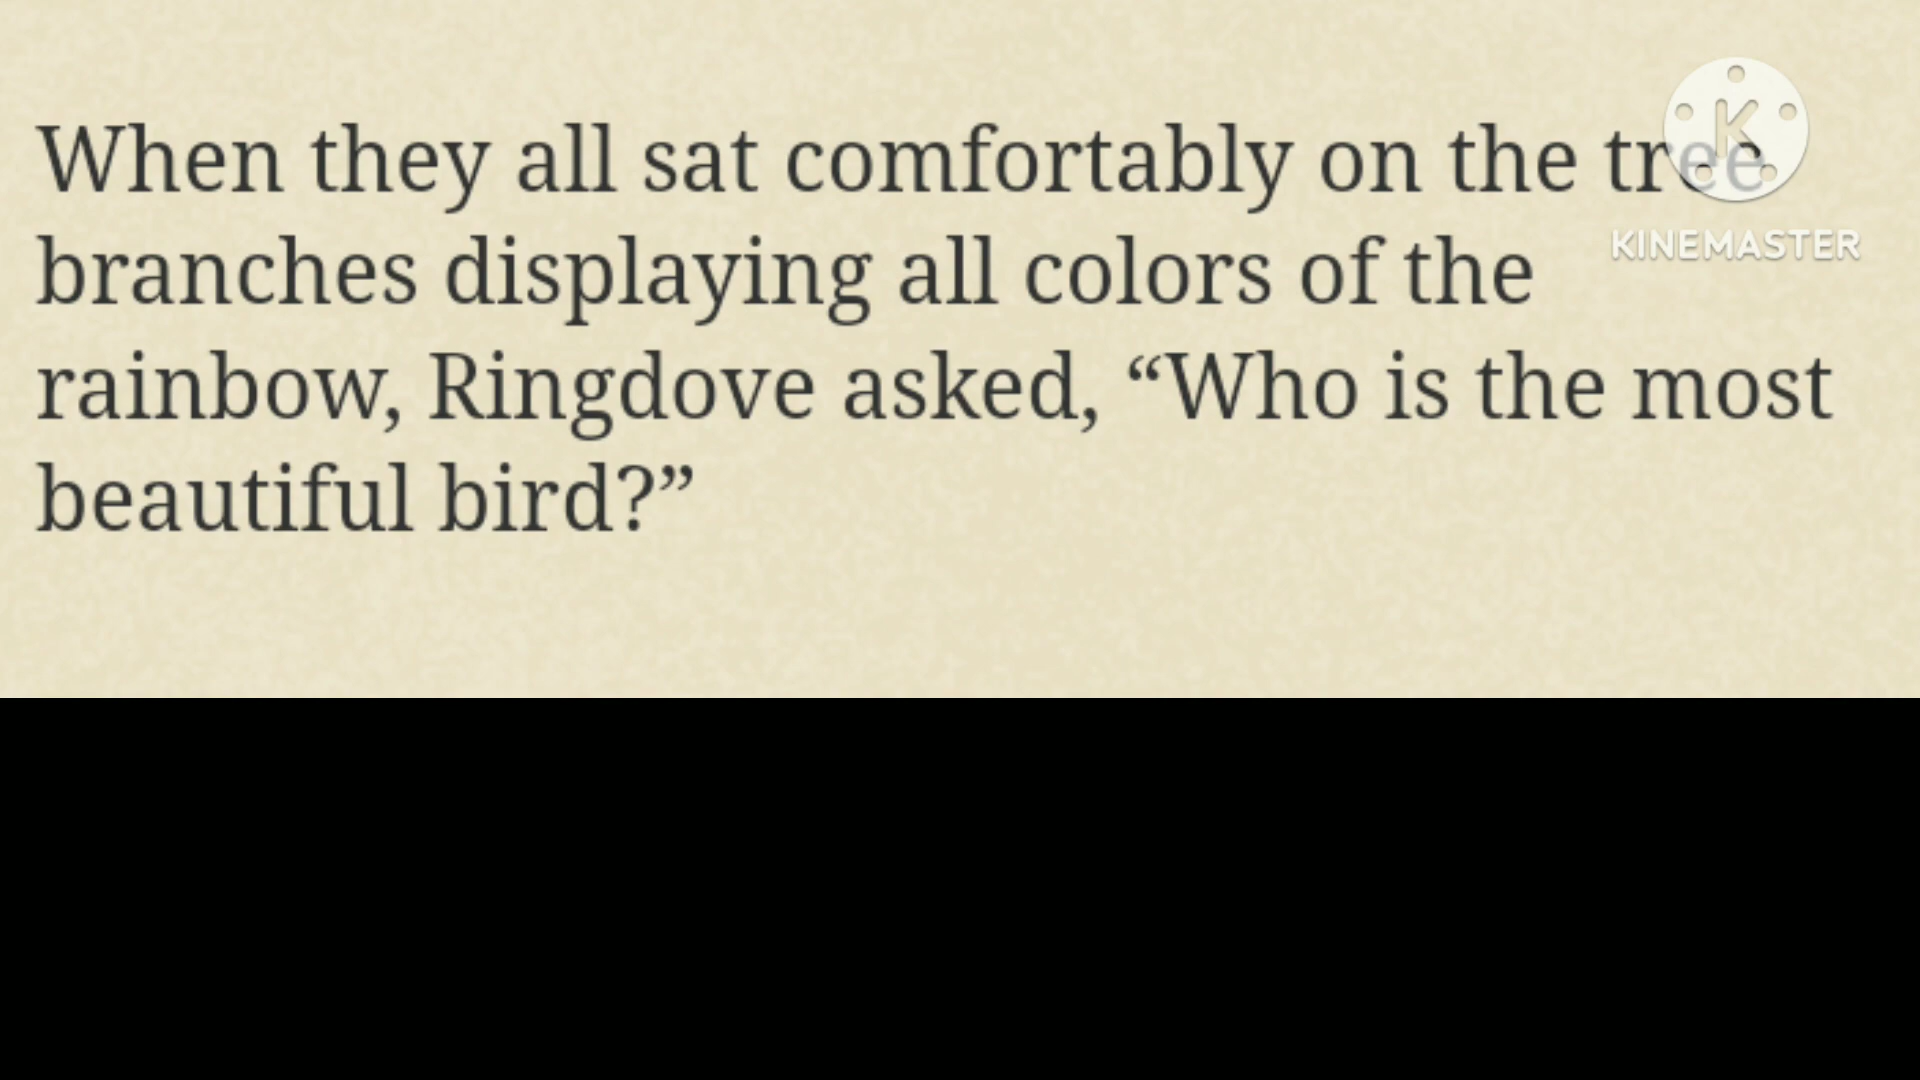 When they all sat comfortably on the tree
branches displaying all colors of the
rainbow, Ringdove asked, “Who is the most
beautiful bird?”
K
KINEMASTER